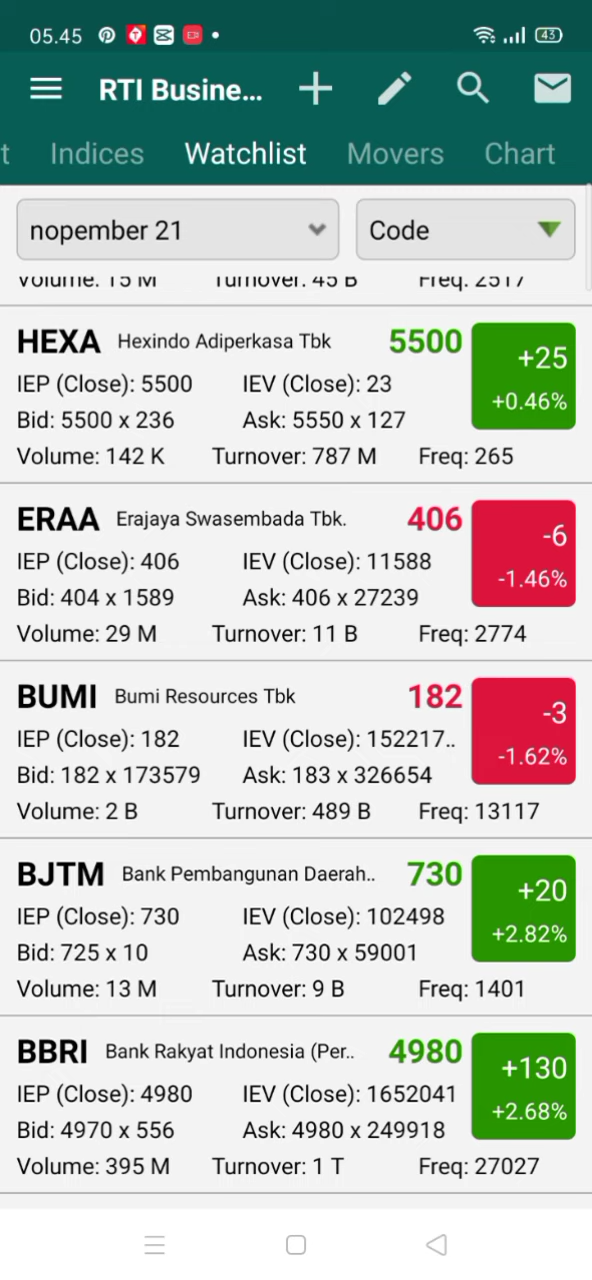 05.45 43
RTI Busine...
t Indices Watchlist Movers Chart
nopember 21 Code
Volume: 15 M Turnover: 45 B Freq: 2517
HEXA Hexindo Adiperkasa Tbk 5500 +25
IEP (Close): 5500 IEV (Close): 23 +0.46%
Bid: 5500 x 236 Ask: 5550 x 127
Volume: 142 K Turnover: 787 M Freq: 265
ERAA Erajaya Swasembada Tbk. 406 -6
IEP (Close): 406 IEV (Close): 11588 -1.46%
Bid: 404 x 1589 Ask: 406 x 27239
Volume: 29 M Turnover: 11 B Freq: 2774
BUMI Bumi Resources Tbk 182 -3
IEP (Close): 182 IEV (Close): 152217.. -1.62%
Bid: 182 x 173579 Ask: 183 x 326654
Volume: 2 B Turnover: 489 B Freq: 13117
BJTM Bank Pembangunan Daerah.. 730 +20
IEP (Close): 730 IEV (Close): 102498 +2.82%
Bid: 725 x 10 Ask: 730 x 59001
Volume: 13 M Turnover: 9 B Freq: 1401
BBRI Bank Rakyat Indonesia (Per.. 4980 +130
IEP (Close): 4980 IEV (Close): 1652041 +2.68%
Bid: 4970 x 556 Ask: 4980 x 249918
Volume: 395 M Turnover: 1 T Freq: 27027